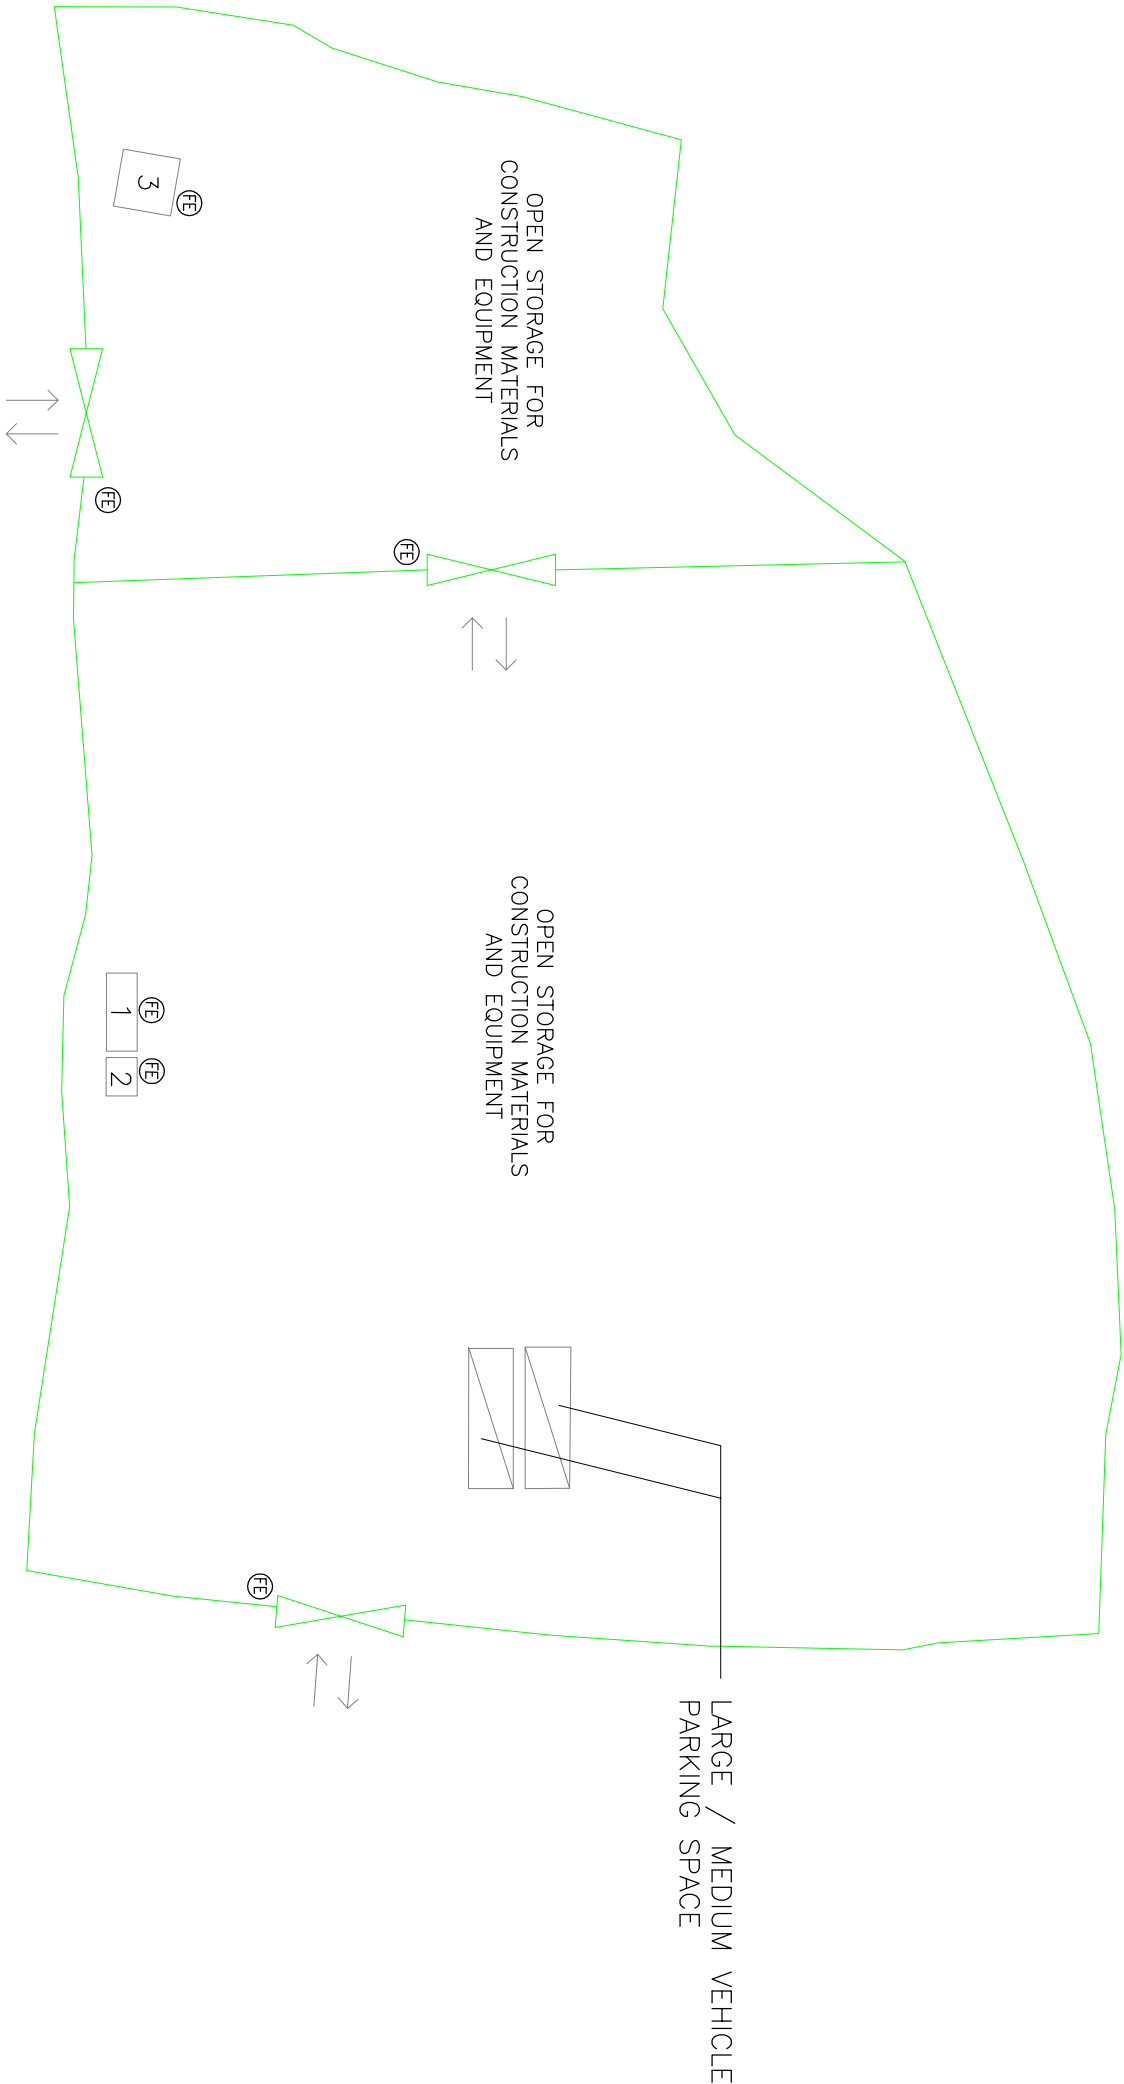 3
FE
OPEN STORAGE FOR
CONSTRUCTION MATERIALS
AND EQUIPMENT
FE
FE
OPEN STORAGE FOR
CONSTRUCTION MATERIALS
AND EQUIPMENT
1
FE
2
FE
FE
LARGE / MEDIUM VEHICLE
PARKING SPACE